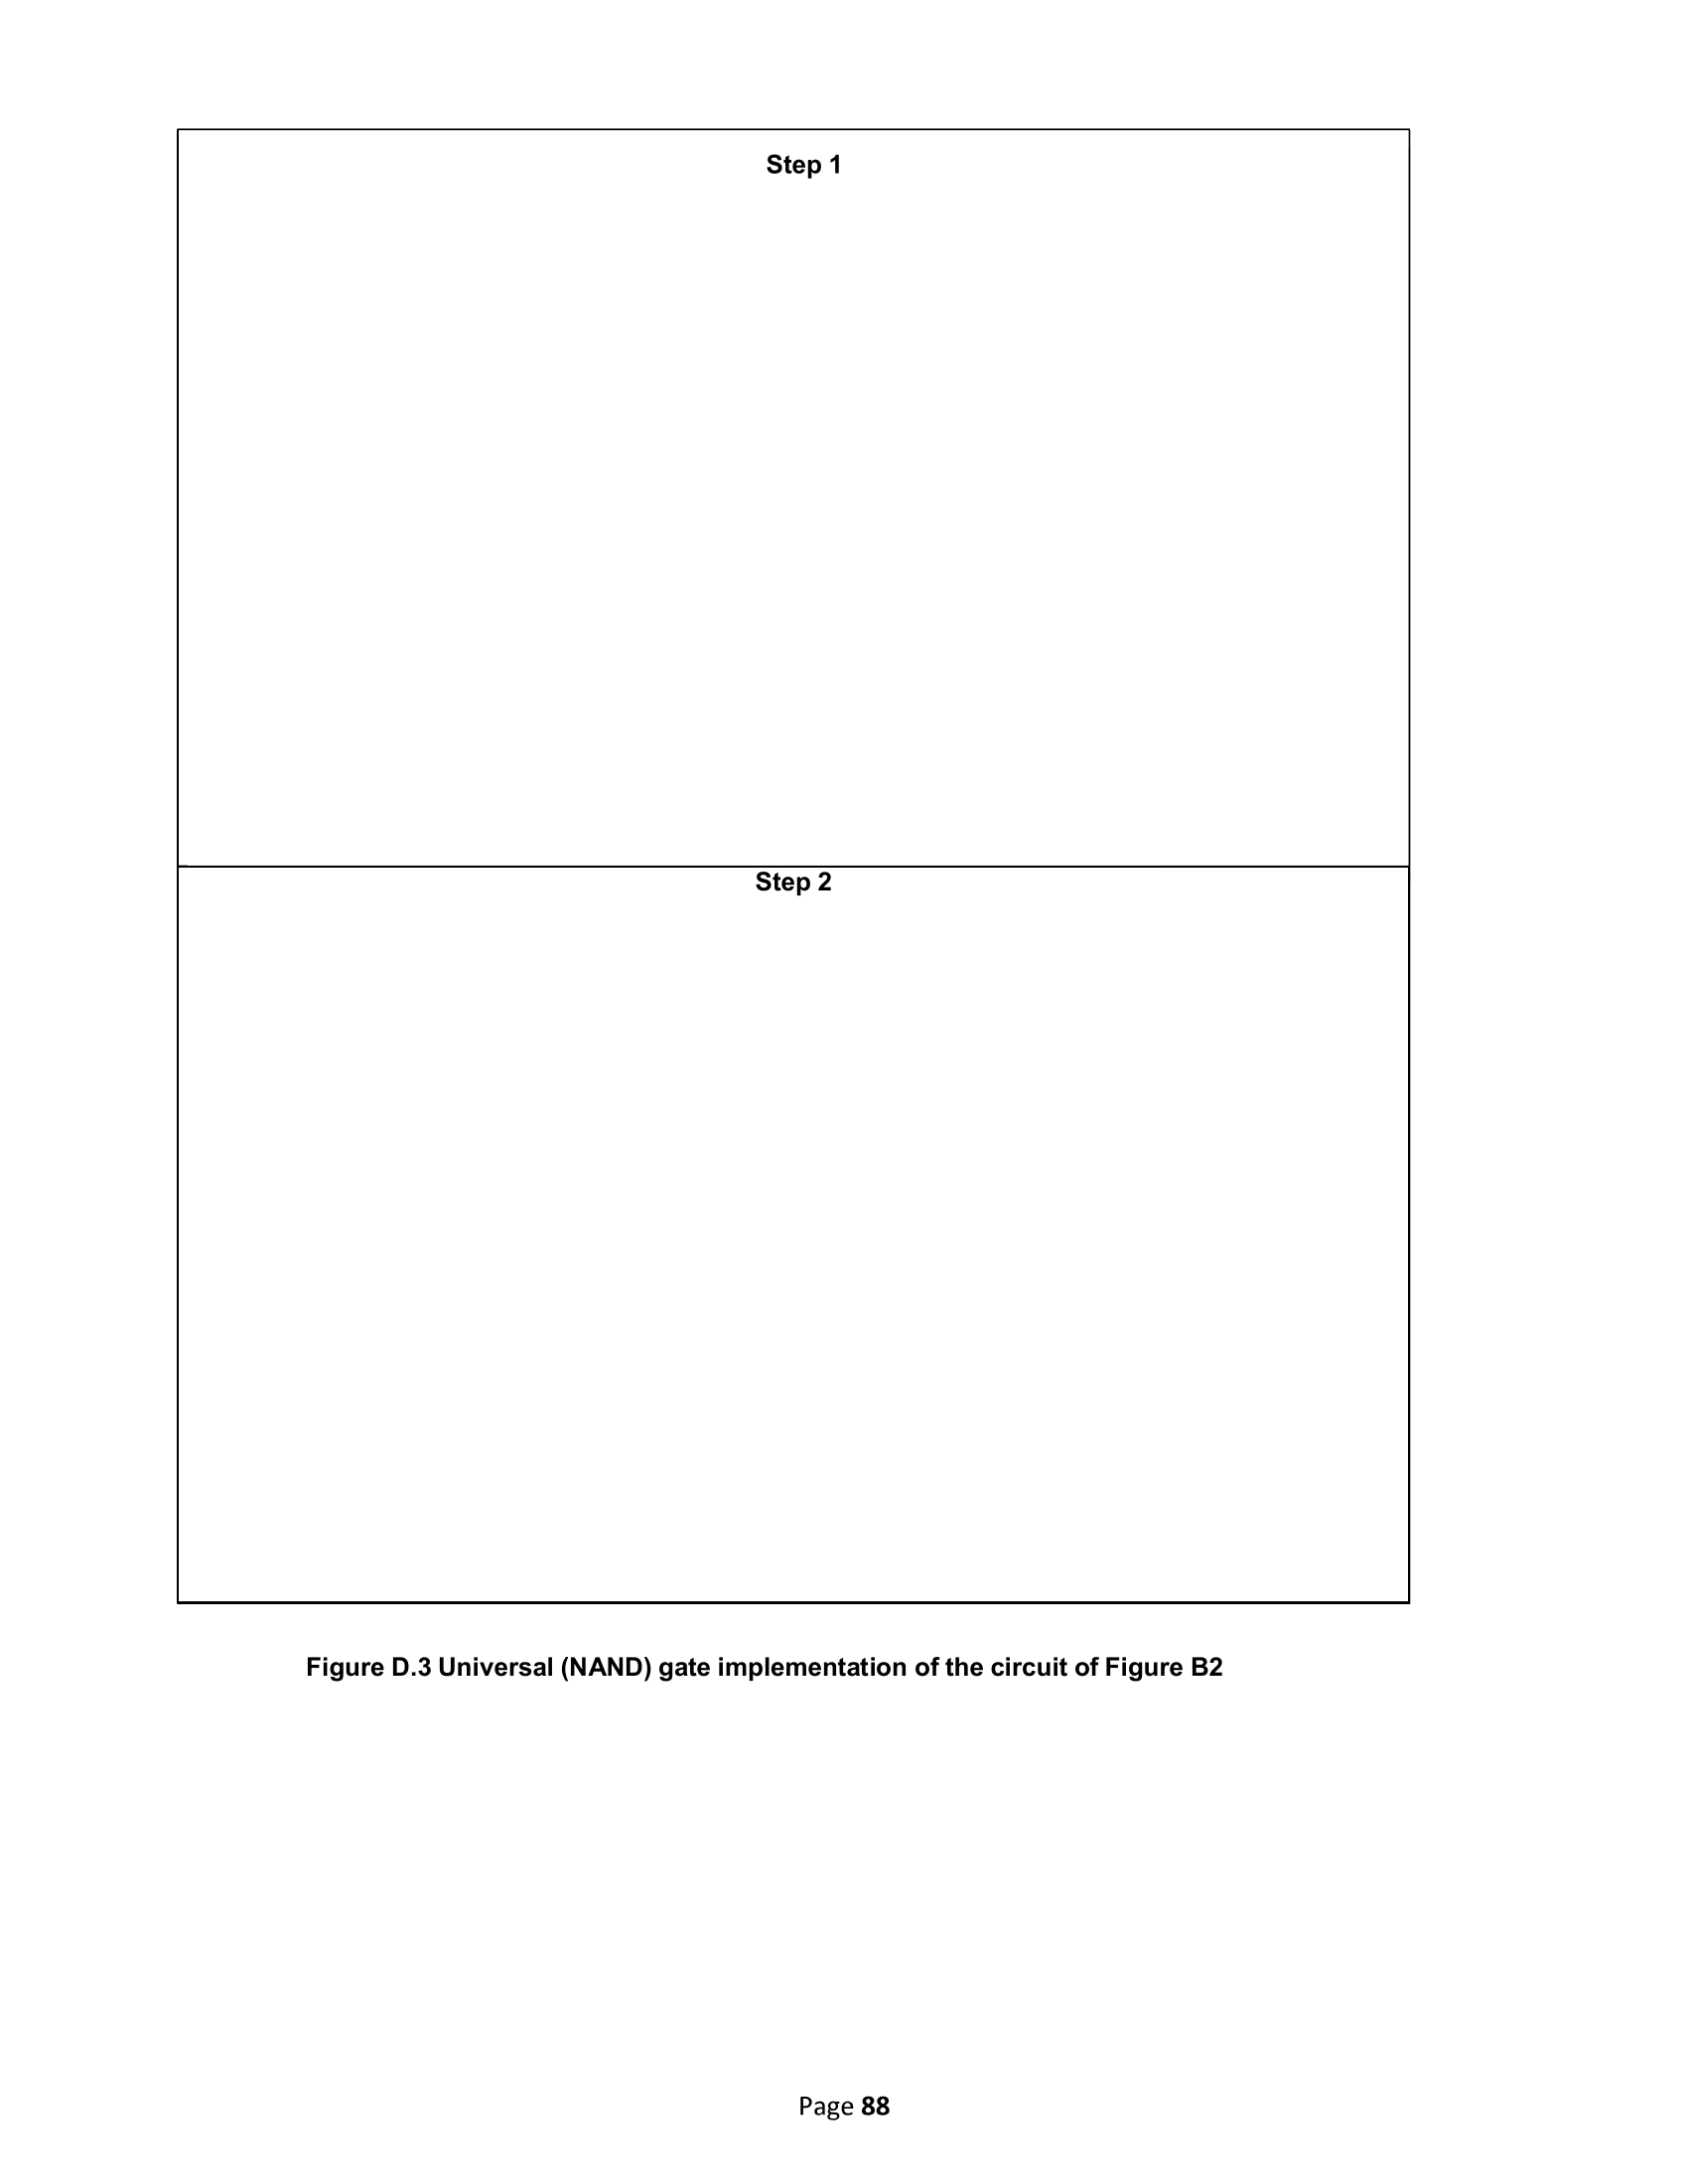 Step 1
Step 2
Figure D.3 Universal (NAND) gate implementation of the circuit of Figure B2
Page 88